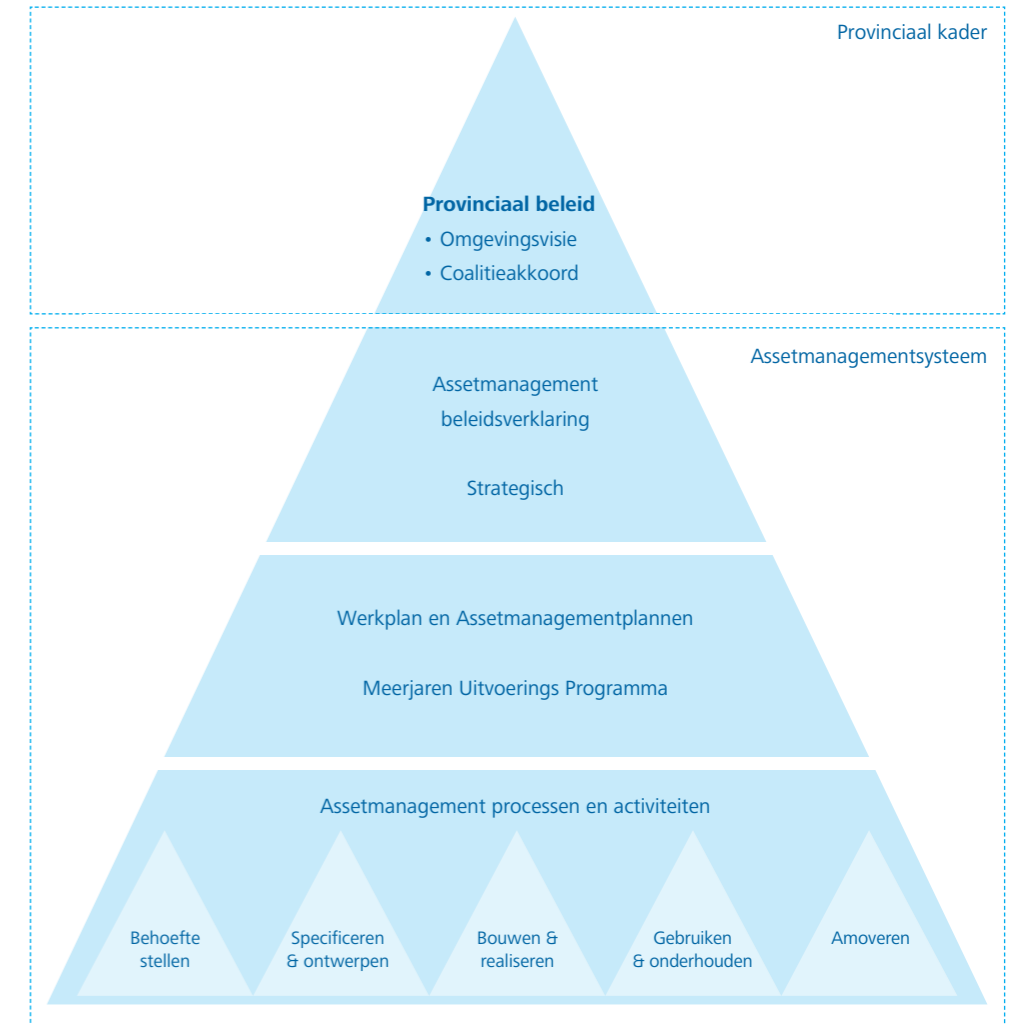 Provinciaal kader
Provinciaal beleid
• Omgevingsvisie
• Coalitieakkoord
Assetmanagementsysteem
Assetmanagement
beleidsverklaring
Strategisch
Werkplan en Assetmanagementplannen
Meerjaren Uitvoerings Programma
Assetmanagement processen en activiteiten
Behoefte
stellen
Specificeren
& ontwerpen
Bouwen &
realiseren
Gebruiken
& onderhouden
Amoveren